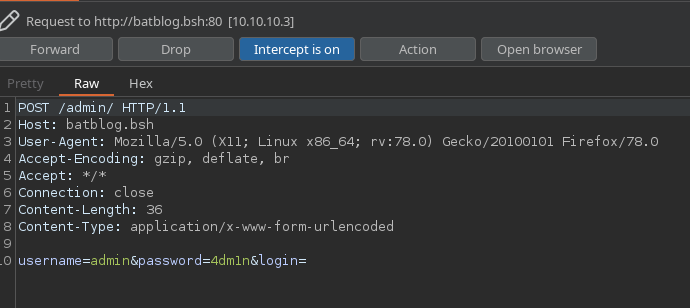 Request to http://batblog.bsh:80 [10.10.10.3]
Forward Drop Intercept is on Action Open browser
Pretty Raw Hex
1 POST /admin/ HTTP/1.1
2 Host: batblog.bsh
3 User-Agent: Mozilla/5.0 (X11; Linux x86_64; rv:78.0) Gecko/20100101 Firefox/78.0
4 Accept-Encoding: gzip, deflate, br
5 Accept: */*
6 Connection: close
7 Content-Length: 36
8 Content-Type: application/x-www-form-urlencoded
9
10 username=admin&password=4dm1n&login=